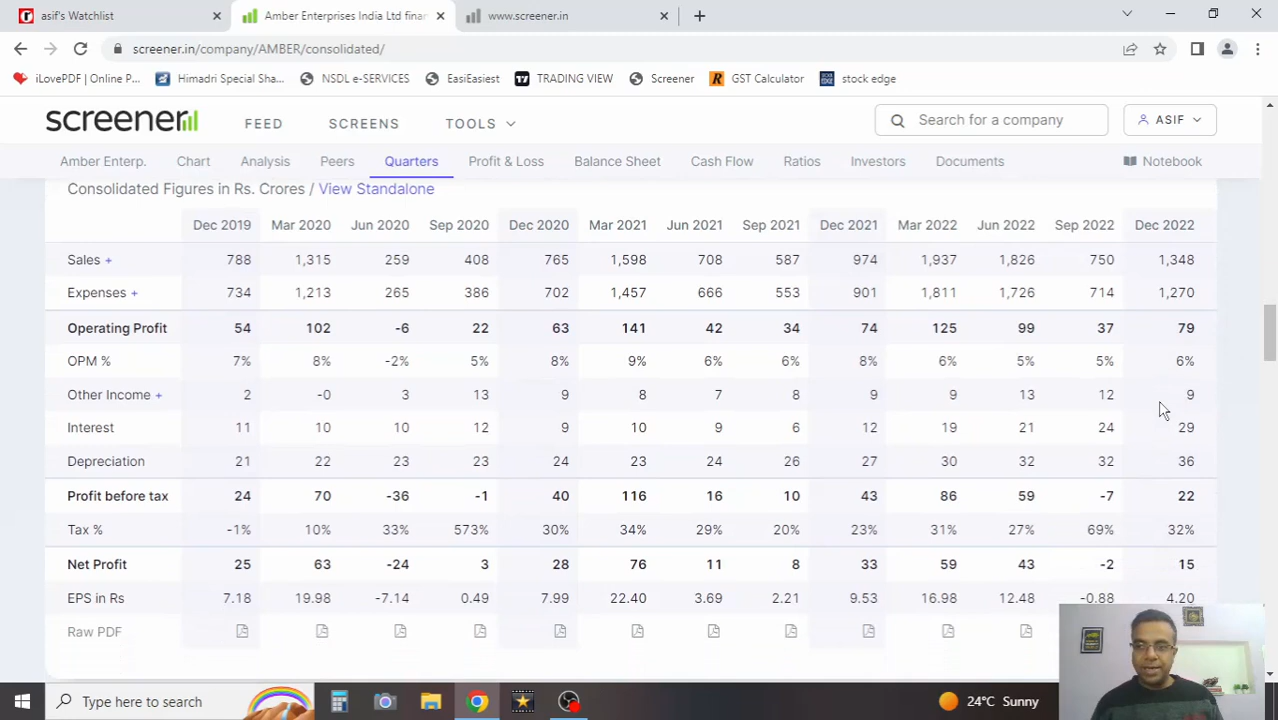 asif's Watchlist
Amber Enterprises India Ltd finar
www.screener.in
screener.in/company/AMBER/consolidated/
iLovePDF | Online P... Himadri Special Sha... NSDL e-SERVICES EasiEasiest TRADING VIEW Screener GST Calculator stock edge
screener FEED SCREENS TOOLS Search for a company ASIF
Amber Enterp. Chart Analysis Peers Quarters Profit & Loss Balance Sheet Cash Flow Ratios Investors Documents Notebook
Consolidated Figures in Rs. Crores / View Standalone
Dec 2019 Mar 2020 Jun 2020 Sep 2020 Dec 2020 Mar 2021 Jun 2021 Sep 2021 Dec 2021 Mar 2022 Jun 2022 Sep 2022 Dec 2022
Sales + 788 1,315 259 408 765 1,598 708 587 974 1,937 1,826 750 1,348
Expenses + 734 1,213 265 386 702 1,457 666 553 901 1,811 1,726 714 1,270
Operating Profit 54 102 -6 22 63 141 42 34 74 125 99 37 79
OPM % 7% 8% -2% 5% 8% 9% 6% 6% 8% 6% 5% 5% 6%
Other Income + 2 -0 3 13 9 8 7 8 9 9 13 12 9
Interest 11 10 10 12 9 10 9 6 12 19 21 24 29
Depreciation 21 22 23 23 24 23 24 26 27 30 32 32 36
Profit before tax 24 70 -36 -1 40 116 16 10 43 86 59 -7 22
Tax % -1% 10% 33% 573% 30% 34% 29% 20% 23% 31% 27% 69% 32%
Net Profit 25 63 -24 3 28 76 11 8 33 59 43 -2 15
EPS in Rs 7.18 19.98 -7.14 0.49 7.99 22.40 3.69 2.21 9.53 16.98 12.48 -0.88 4.20
Raw PDF
Type here to search
24°C Sunny